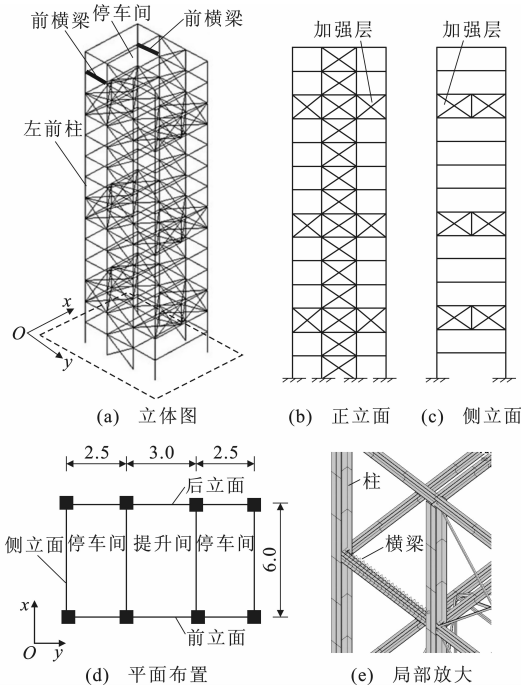 前横梁
停车间
前横梁
左前柱
x
O
y
(a) 立体图
加强层
(b) 正立面
加强层
(c) 侧立面
2.5 3.0 2.5
后立面
侧立面
停车间 提升间 停车间
6.0
x
O y
前立面
(d) 平面布置
柱
横梁
(e) 局部放大